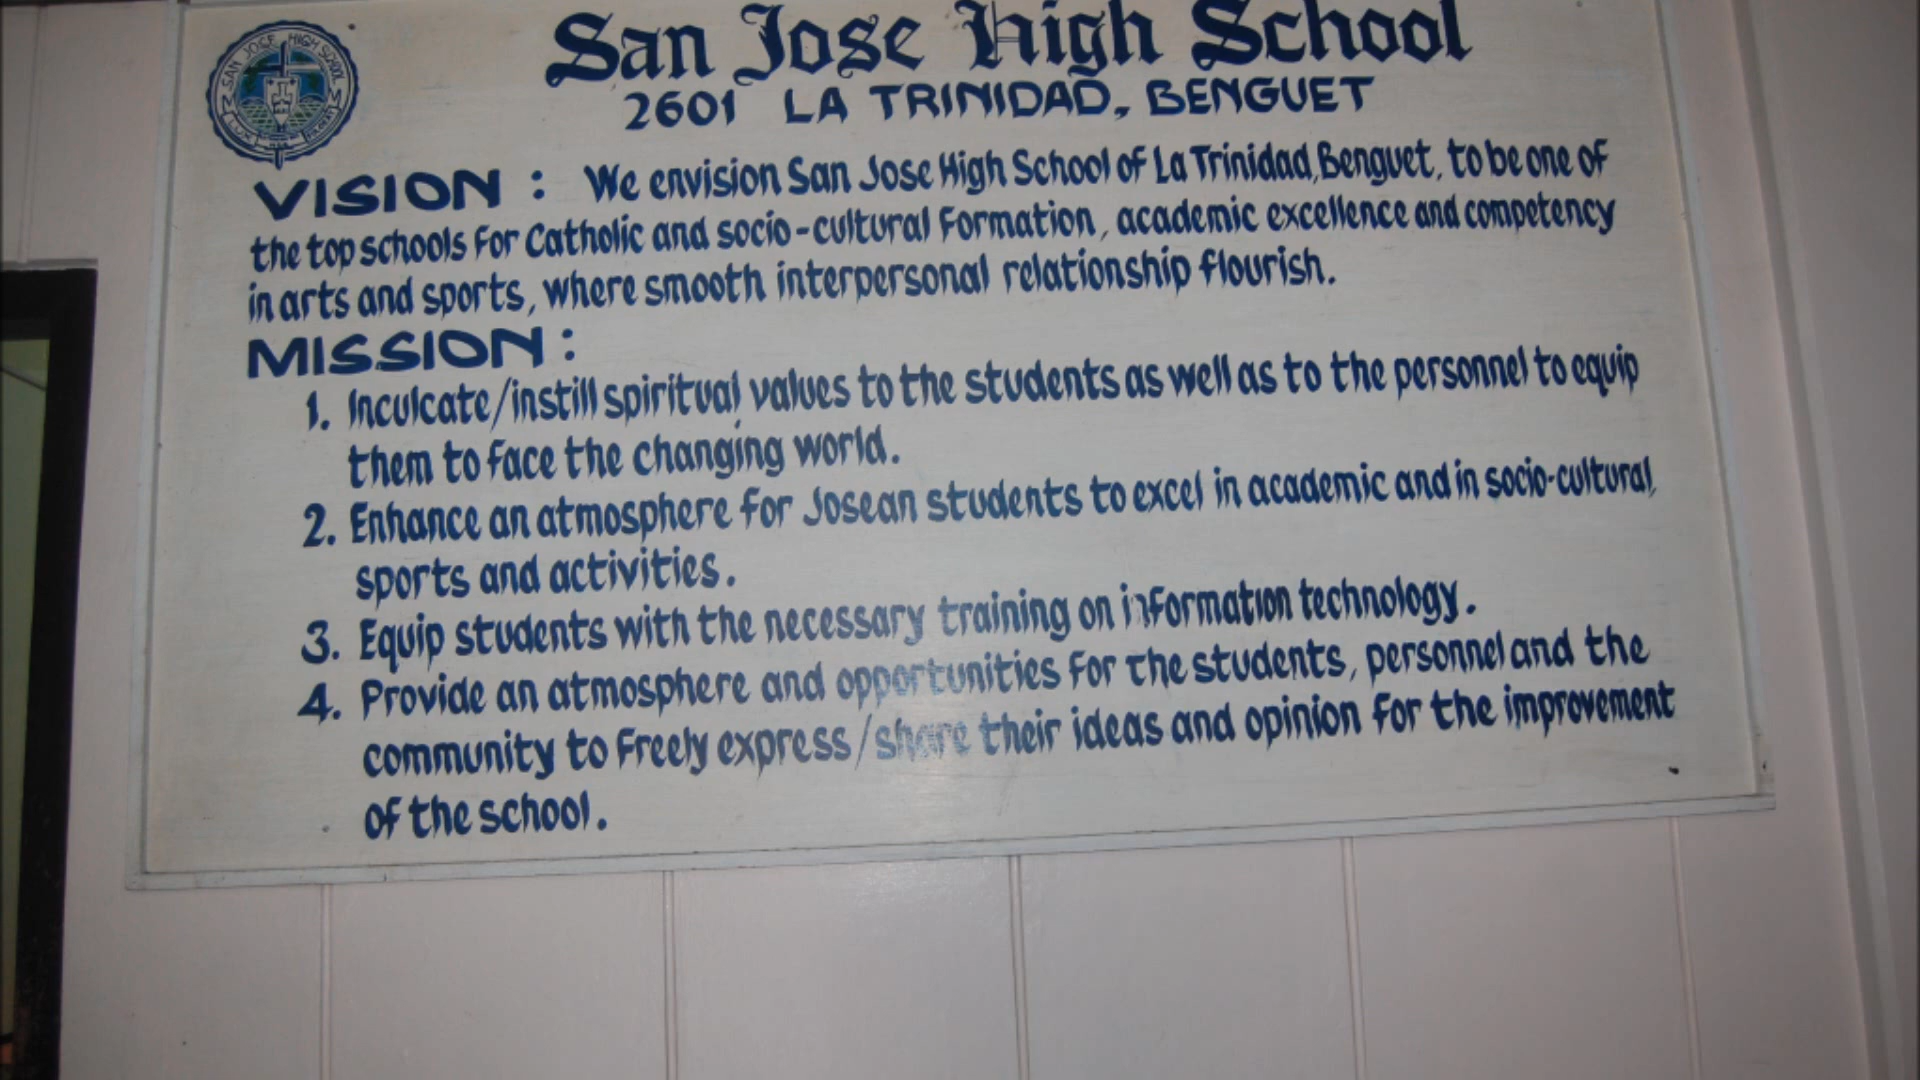 San Jose High School
2601 LA TRINIDAD, BENGUET
SAN JOSE HIGH SCHOOL
LUX
VISION : We envision San Jose High School of La Trinidad, Benguet, to be one of
the top schools for Catholic and socio-cultural formation, academic excellence and competency
in arts and sports, where smooth interpersonal relationship flourish.
MISSION :
1. Inculcate/instill spiritual values to the students as well as to the personnel to equip
them to face the changing world.
2. Enhance an atmosphere for Josean students to excel in academic and in socio-cultural,
sports and activities.
3. Equip students with the necessary training on information technology.
4. Provide an atmosphere and opportunities for the students, personnel and the
community to freely express/share their ideas and opinion for the improvement
of the school.